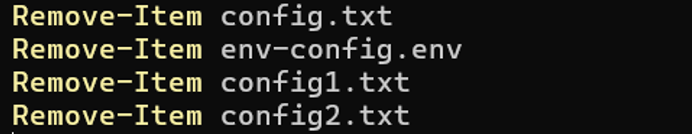 Remove-Item config.txt
Remove-Item env-config.env
Remove-Item config1.txt
Remove-Item config2.txt